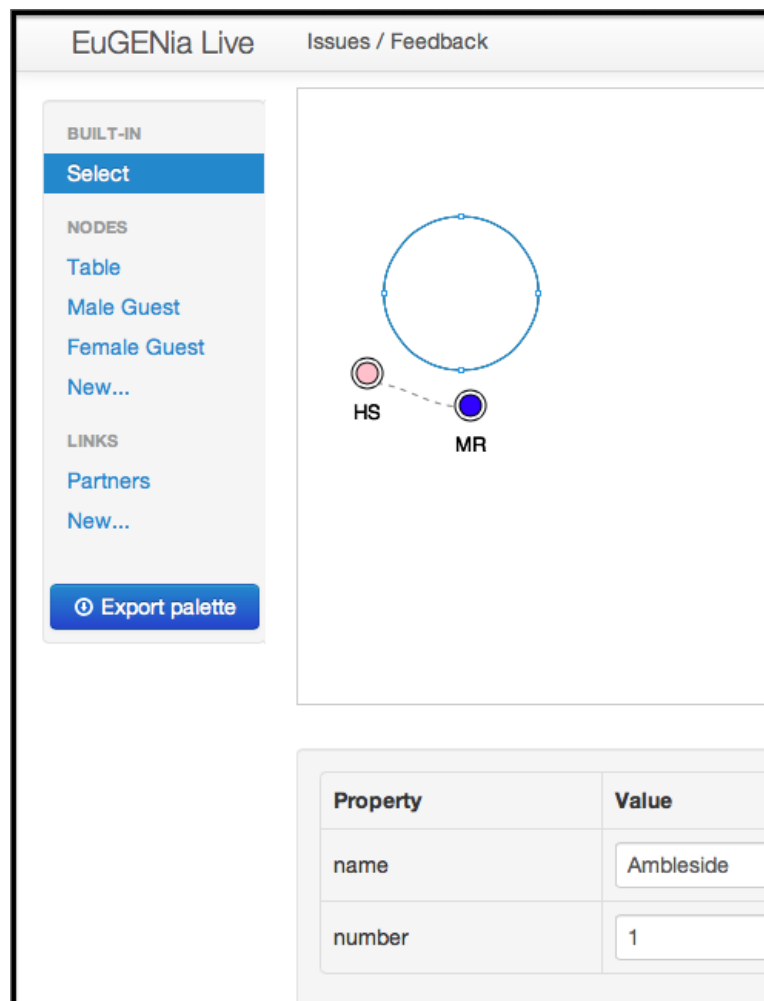 EuGENia Live Issues / Feedback
BUILT-IN
Select
NODES
Table
Male Guest
Female Guest
New...
LINKS
Partners
New...
Export palette
HS
MR
Property Value
name Ambleside
number 1